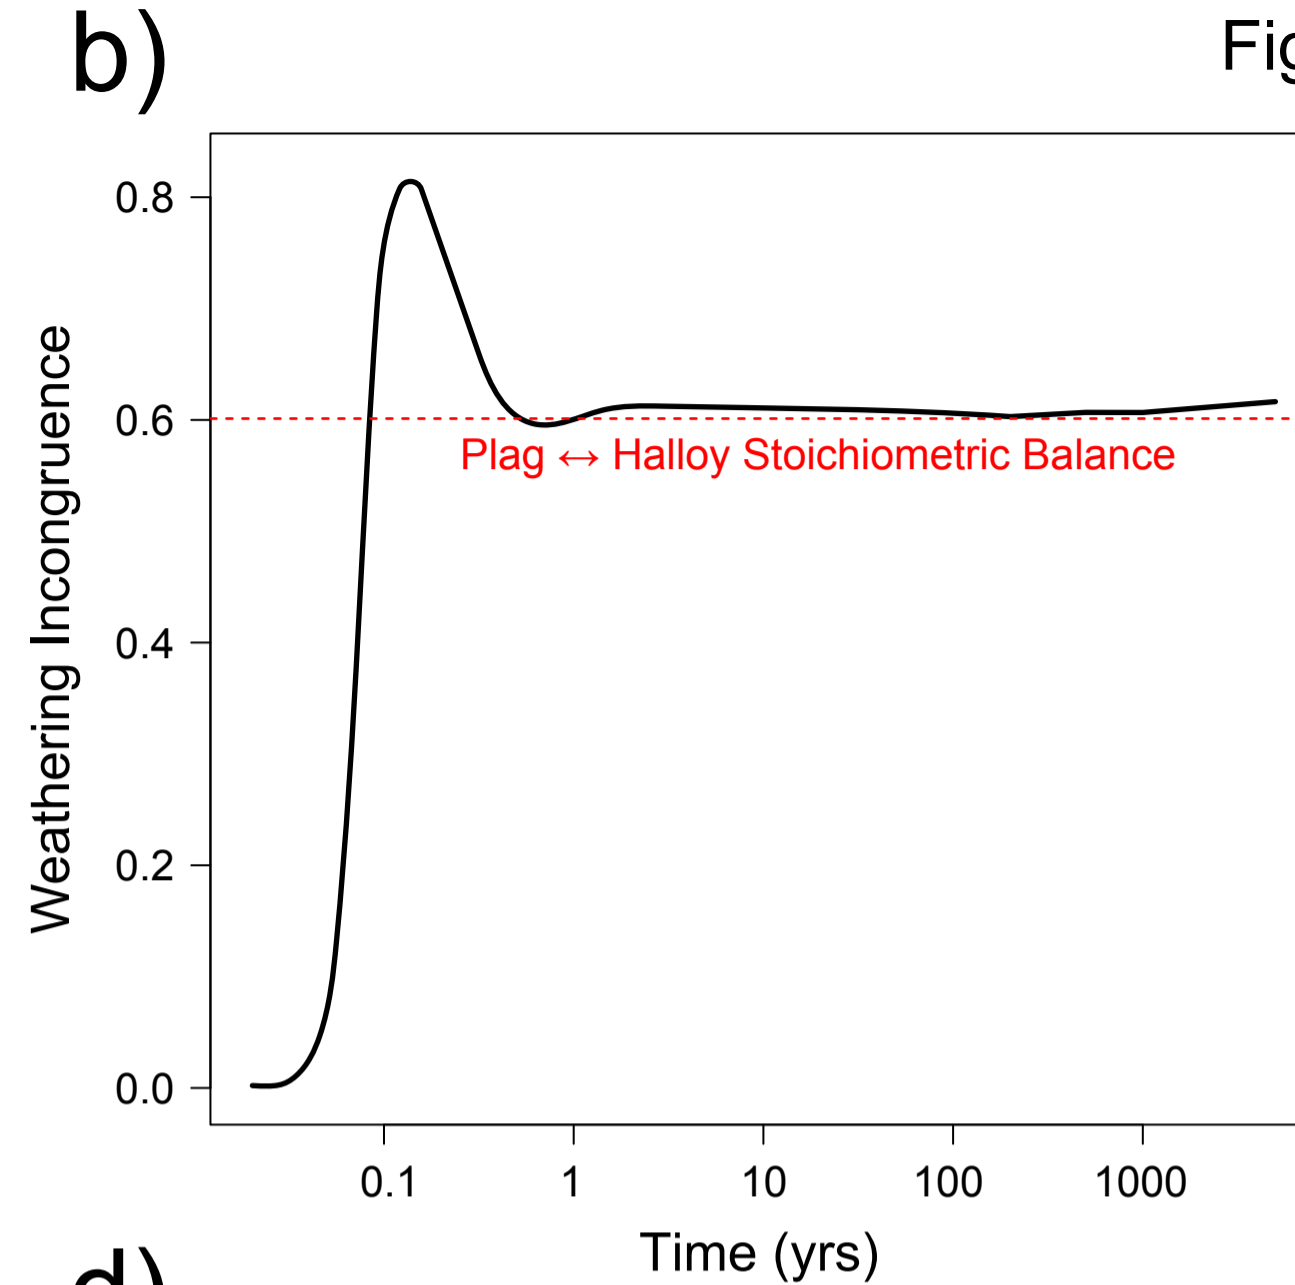 b)
Fig
0.8
0.6
0.4
0.2
0.0
Weathering Incongruence
Plag ↔ Halloy Stoichiometric Balance
0.1 1 10 100 1000
Time (yrs)
d)